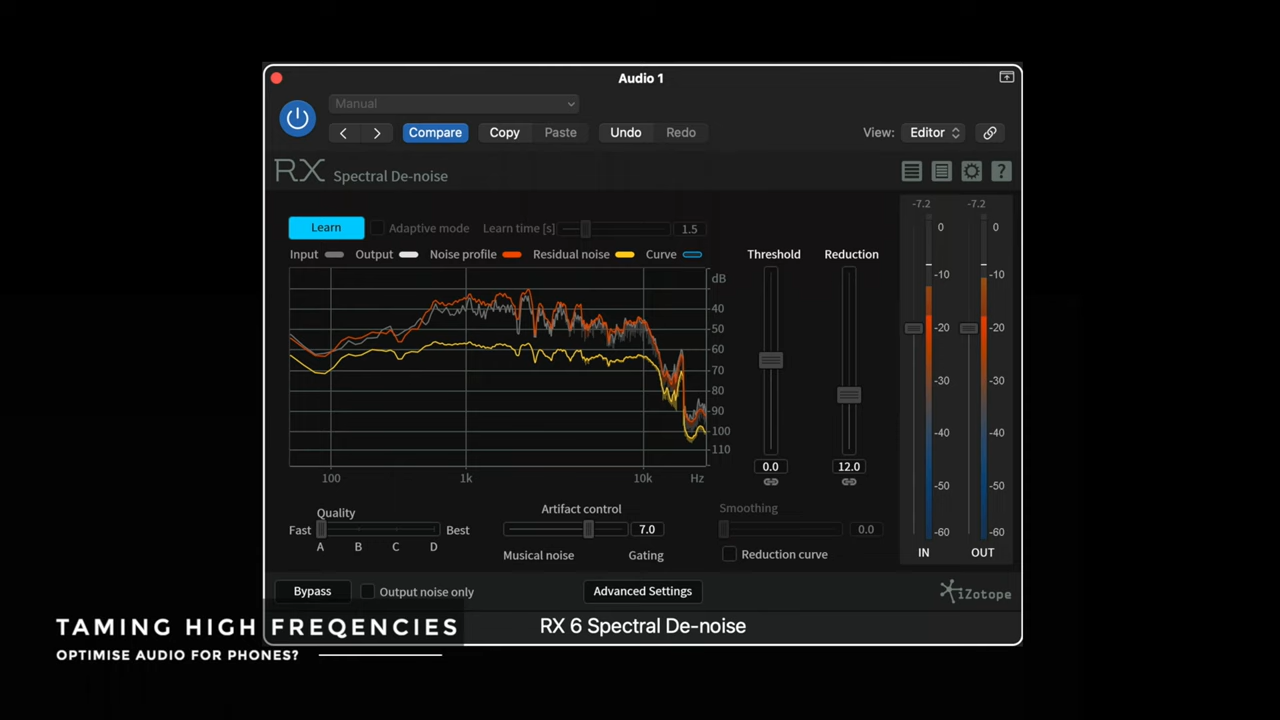 Audio 1
Manual
Compare Copy Paste Undo Redo View: Editor
RX Spectral De-noise ?
Learn Adaptive mode Learn time [s] 1.5
Input Output Noise profile Residual noise Curve
dB
40
50
60
70
80
90
100
110
100 1k 10k Hz
Threshold Reduction
0.0 12.0
-7.2 -7.2
0 0
-10 -10
-20 -20
-30 -30
-40 -40
-50 -50
-60 -60
IN OUT
Quality
Fast Best
A B C D
Artifact control
7.0
Musical noise Gating
Smoothing
0.0
Reduction curve
Bypass Output noise only Advanced Settings iZotope
RX 6 Spectral De-noise
TAMING HIGH FREQENCIES
OPTIMISE AUDIO FOR PHONES?